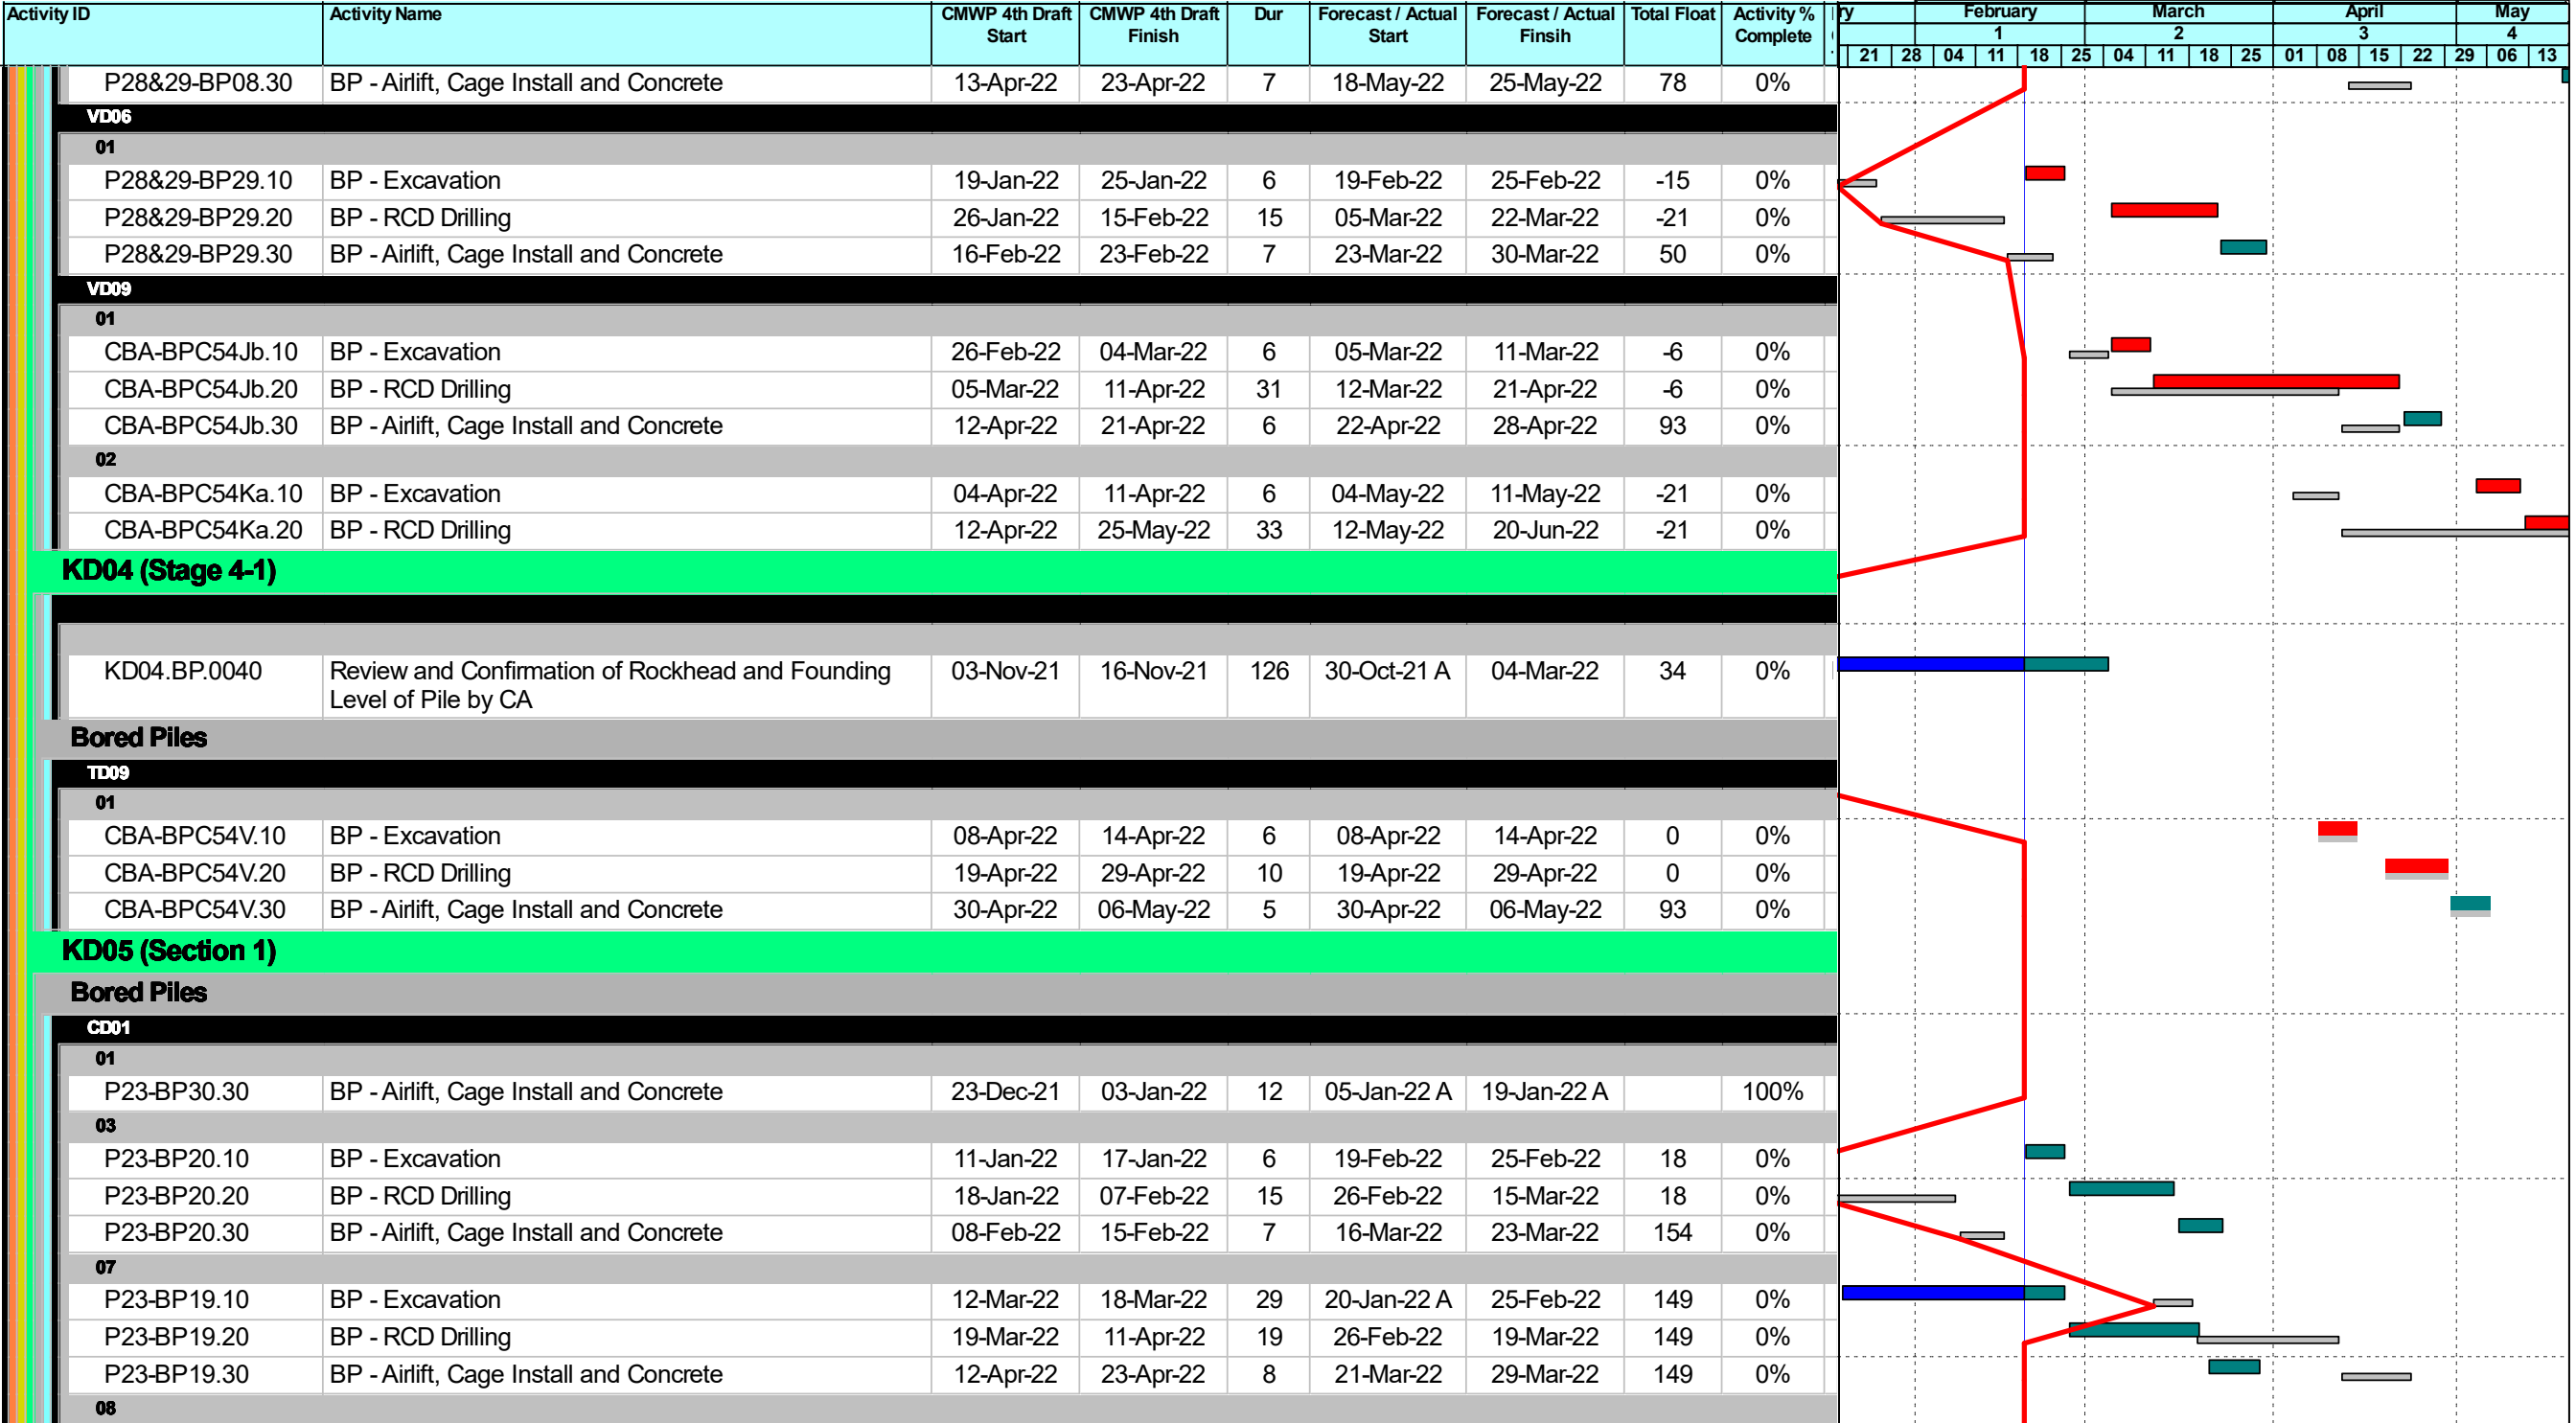 Activity ID Activity Name CMWP 4th Draft Start CMWP 4th Draft Finish Dur Forecast / Actual Start Forecast / Actual Finsih Total Float Activity % Complete ry February March April May
1 2 3 4
21 28 04 11 18 25 04 11 18 25 01 08 15 22 29 06 13
P28&29-BP08.30 BP - Airlift, Cage Install and Concrete 13-Apr-22 23-Apr-22 7 18-May-22 25-May-22 78 0%
VD06
01
P28&29-BP29.10 BP - Excavation 19-Jan-22 25-Jan-22 6 19-Feb-22 25-Feb-22 -15 0%
P28&29-BP29.20 BP - RCD Drilling 26-Jan-22 15-Feb-22 15 05-Mar-22 22-Mar-22 -21 0%
P28&29-BP29.30 BP - Airlift, Cage Install and Concrete 16-Feb-22 23-Feb-22 7 23-Mar-22 30-Mar-22 50 0%
VD09
01
CBA-BPC54Jb.10 BP - Excavation 26-Feb-22 04-Mar-22 6 05-Mar-22 11-Mar-22 -6 0%
CBA-BPC54Jb.20 BP - RCD Drilling 05-Mar-22 11-Apr-22 31 12-Mar-22 21-Apr-22 -6 0%
CBA-BPC54Jb.30 BP - Airlift, Cage Install and Concrete 12-Apr-22 21-Apr-22 6 22-Apr-22 28-Apr-22 93 0%
02
CBA-BPC54Ka.10 BP - Excavation 04-Apr-22 11-Apr-22 6 04-May-22 11-May-22 -21 0%
CBA-BPC54Ka.20 BP - RCD Drilling 12-Apr-22 25-May-22 33 12-May-22 20-Jun-22 -21 0%
KD04 (Stage 4-1)
KD04.BP.0040 Review and Confirmation of Rockhead and Founding 03-Nov-21 16-Nov-21 126 30-Oct-21 A 04-Mar-22 34 0%
Level of Pile by CA
Bored Piles
TD09
01
CBA-BPC54V.10 BP - Excavation 08-Apr-22 14-Apr-22 6 08-Apr-22 14-Apr-22 0 0%
CBA-BPC54V.20 BP - RCD Drilling 19-Apr-22 29-Apr-22 10 19-Apr-22 29-Apr-22 0 0%
CBA-BPC54V.30 BP - Airlift, Cage Install and Concrete 30-Apr-22 06-May-22 5 30-Apr-22 06-May-22 93 0%
KD05 (Section 1)
Bored Piles
CD01
01
P23-BP30.30 BP - Airlift, Cage Install and Concrete 23-Dec-21 03-Jan-22 12 05-Jan-22 A 19-Jan-22 A 100%
03
P23-BP20.10 BP - Excavation 11-Jan-22 17-Jan-22 6 19-Feb-22 25-Feb-22 18 0%
P23-BP20.20 BP - RCD Drilling 18-Jan-22 07-Feb-22 15 26-Feb-22 15-Mar-22 18 0%
P23-BP20.30 BP - Airlift, Cage Install and Concrete 08-Feb-22 15-Feb-22 7 16-Mar-22 23-Mar-22 154 0%
07
P23-BP19.10 BP - Excavation 12-Mar-22 18-Mar-22 29 20-Jan-22 A 25-Feb-22 149 0%
P23-BP19.20 BP - RCD Drilling 19-Mar-22 11-Apr-22 19 26-Feb-22 19-Mar-22 149 0%
P23-BP19.30 BP - Airlift, Cage Install and Concrete 12-Apr-22 23-Apr-22 8 21-Mar-22 29-Mar-22 149 0%
08